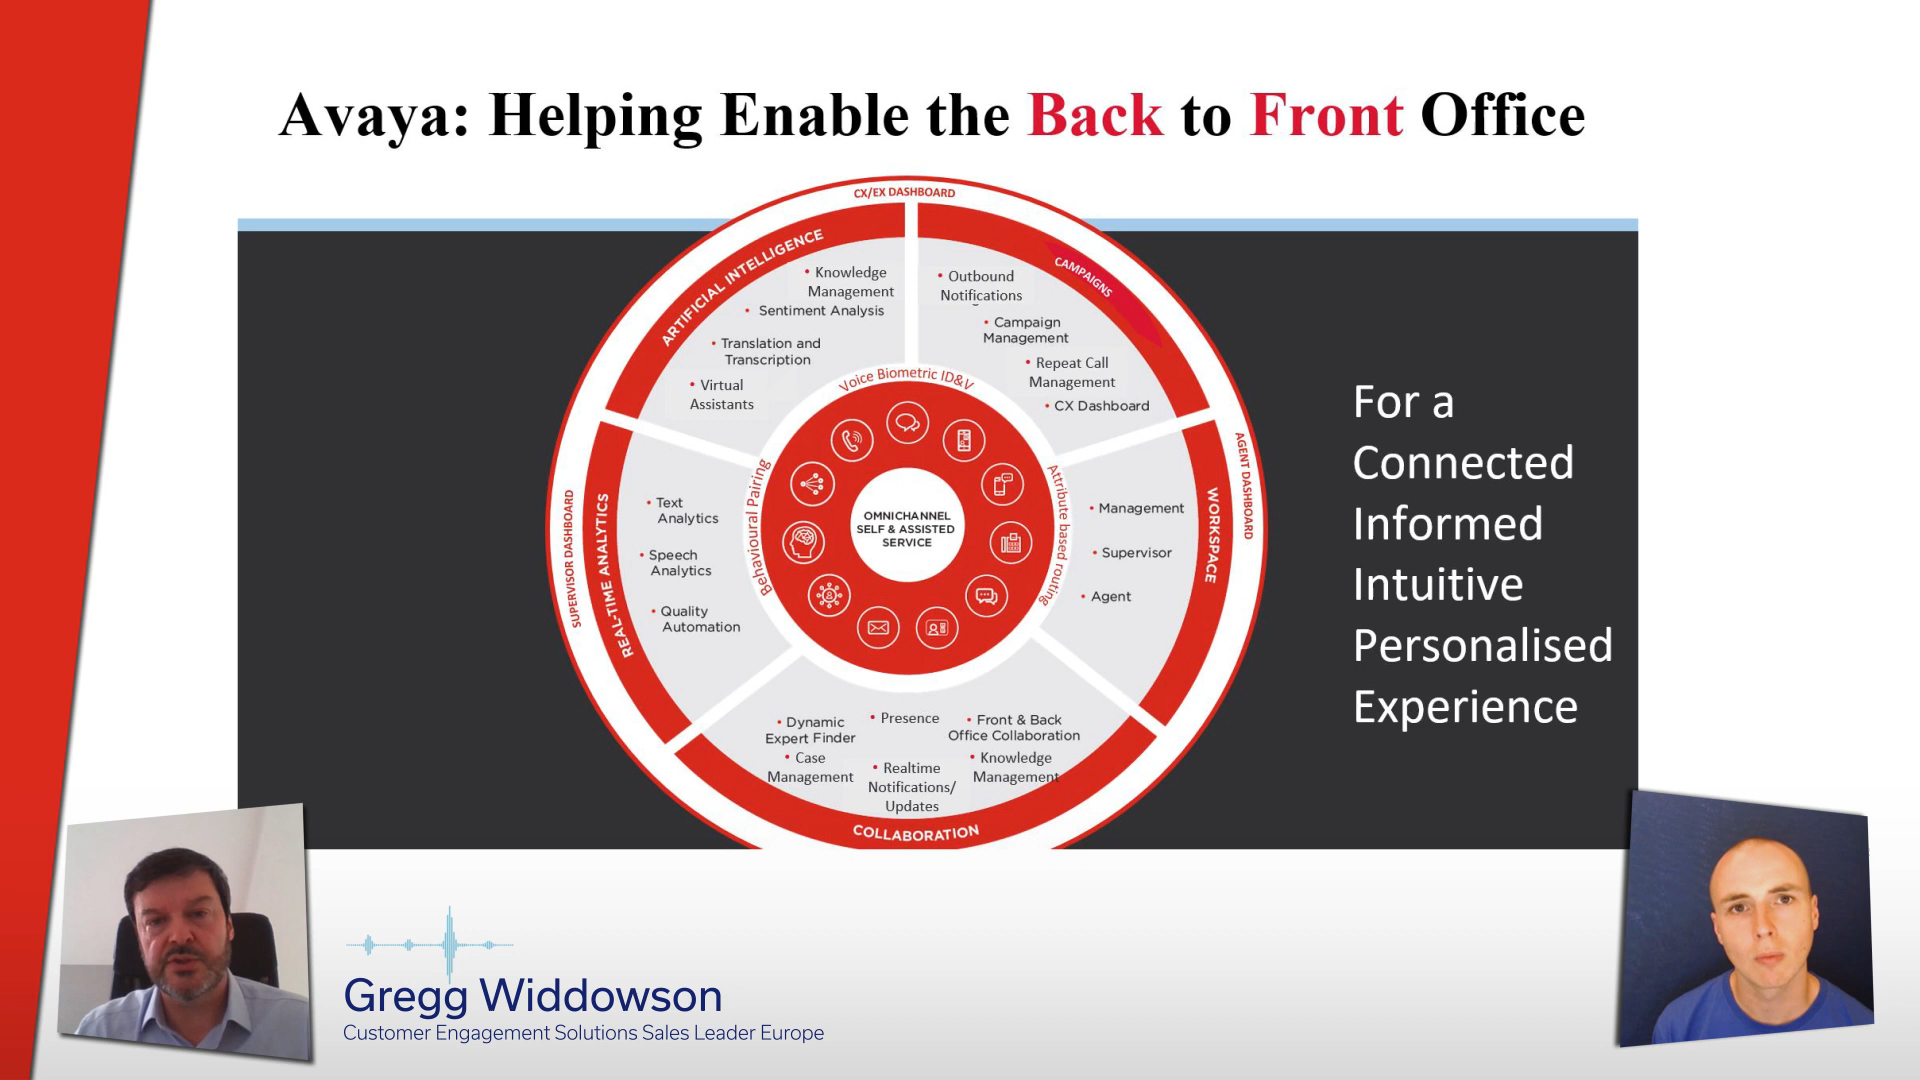 Avaya: Helping Enable the Back to Front Office
CX/EX DASHBOARD
ARTIFICIAL INTELLIGENCE
• Knowledge
Management
• Sentiment Analysis
• Translation and
Transcription
• Virtual
Assistants
CAMPAIGNS
• Outbound
Notifications
• Campaign
Management
• Repeat Call
Management
• CX Dashboard
AGENT DASHBOARD
WORKSPACE
• Management
• Supervisor
• Agent
SUPERVISOR DASHBOARD
REAL-TIME ANALYTICS
• Text
Analytics
• Speech
Analytics
• Quality
Automation
Voice Biometric ID&V
Behavioural Pairing
Attribute based routing
OMNICHANNEL
SELF & ASSISTED
SERVICE
• Dynamic
Expert Finder
• Case
Management
• Presence
• Realtime
Notifications/
Updates
• Front & Back
Office Collaboration
• Knowledge
Management
COLLABORATION
For a
Connected
Informed
Intuitive
Personalised
Experience
Gregg Widdowson
Customer Engagement Solutions Sales Leader Europe